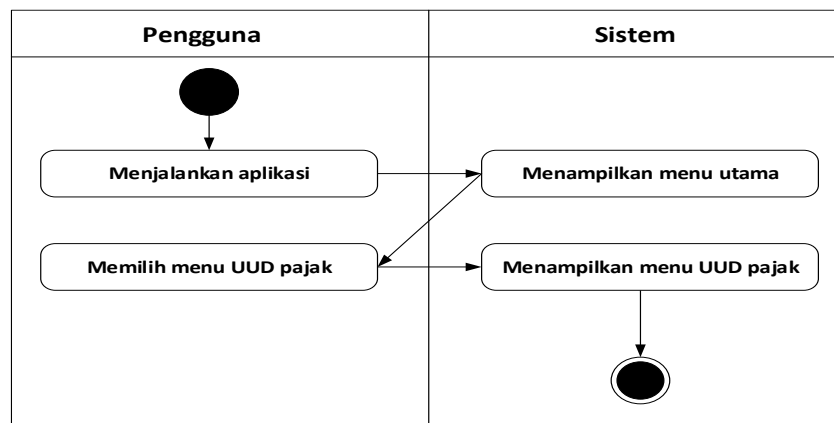 Pengguna
Sistem
Menjalankan aplikasi
Menampilkan menu utama
Memilih menu UUD pajak
Menampilkan menu UUD pajak